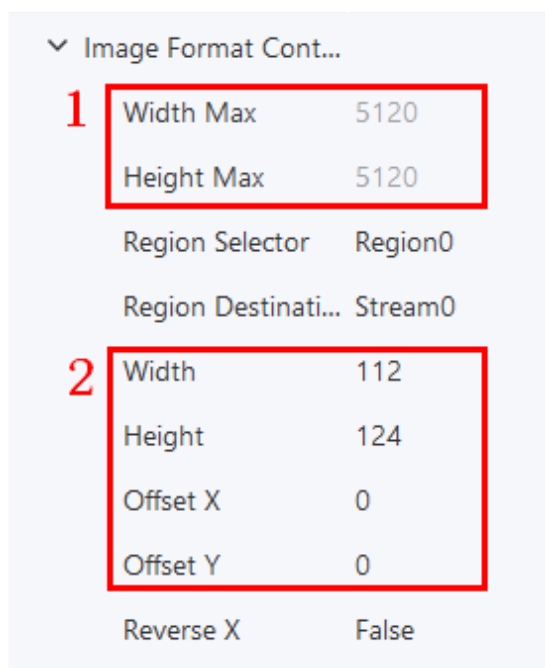 Image Format Cont...
1
Width Max 5120
Height Max 5120
Region Selector Region0
Region Destinati... Stream0
2
Width 112
Height 124
Offset X 0
Offset Y 0
Reverse X False